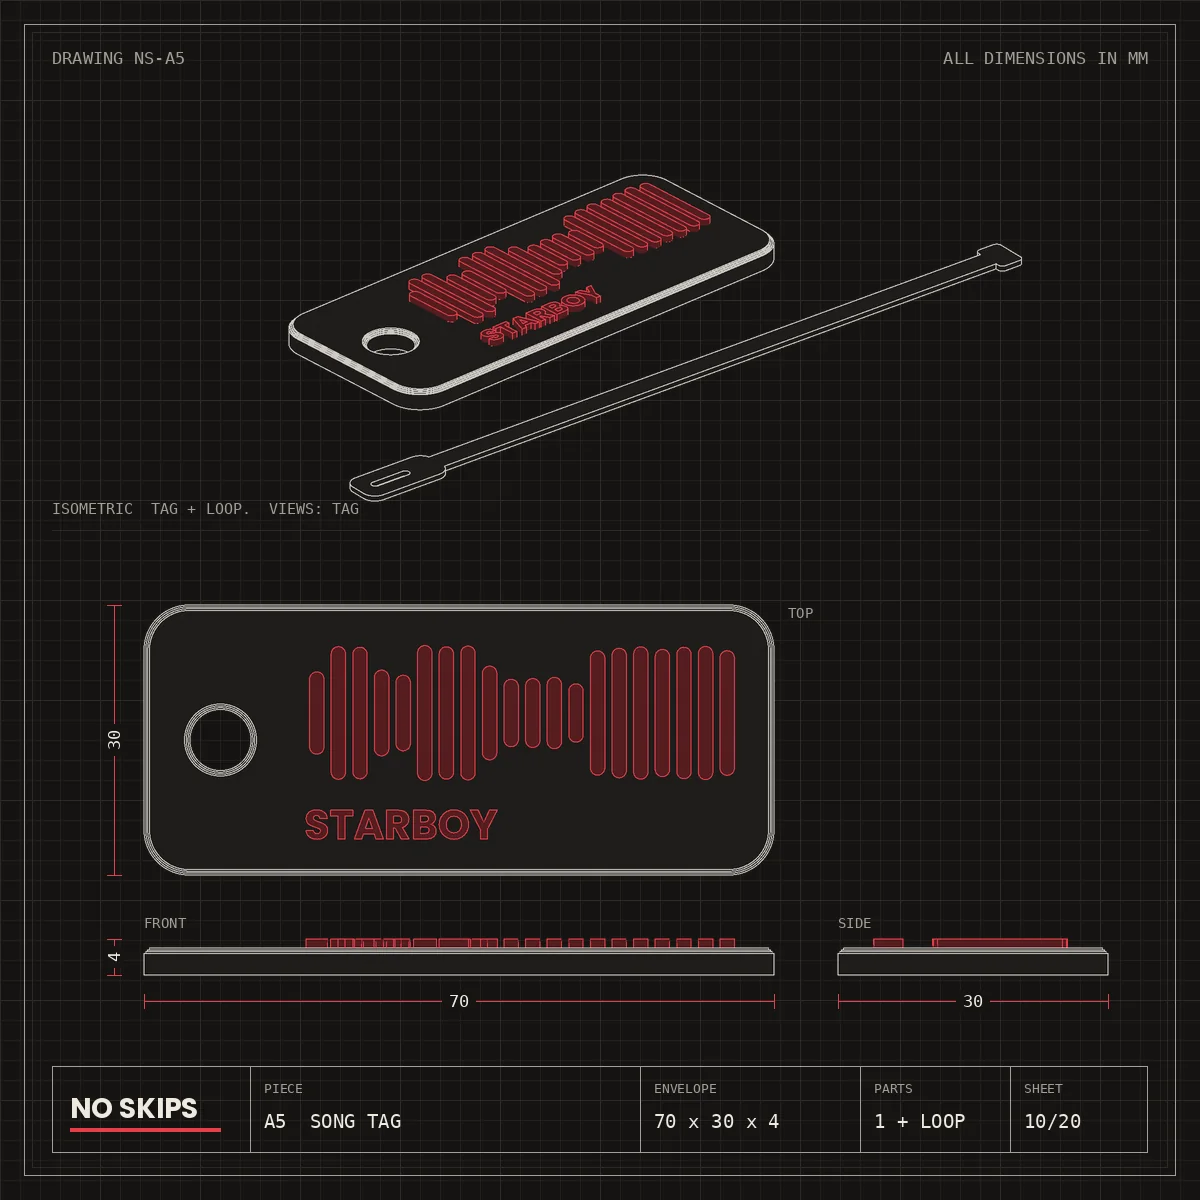 DRAWING NS-A5
ALL DIMENSIONS IN MM
STARBOY
ISOMETRIC  TAG + LOOP.  VIEWS: TAG
TOP
30
STARBOY
FRONT
SIDE
4
70
30
NO SKIPS
PIECE
A5  SONG TAG
ENVELOPE
70 x 30 x 4
PARTS
1 + LOOP
SHEET
10/20